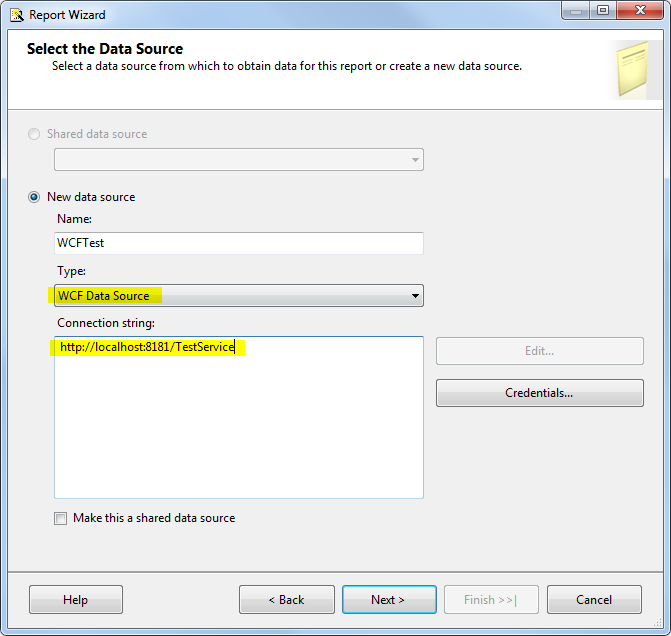 Report Wizard
Select the Data Source
Select a data source from which to obtain data for this report or create a new data source.
Shared data source
New data source
Name:
WCFTest
Type:
WCF Data Source
Connection string:
http://localhost:8181/TestService
Edit...
Credentials...
Make this a shared data source
Help
< Back
Next >
Finish >>|
Cancel